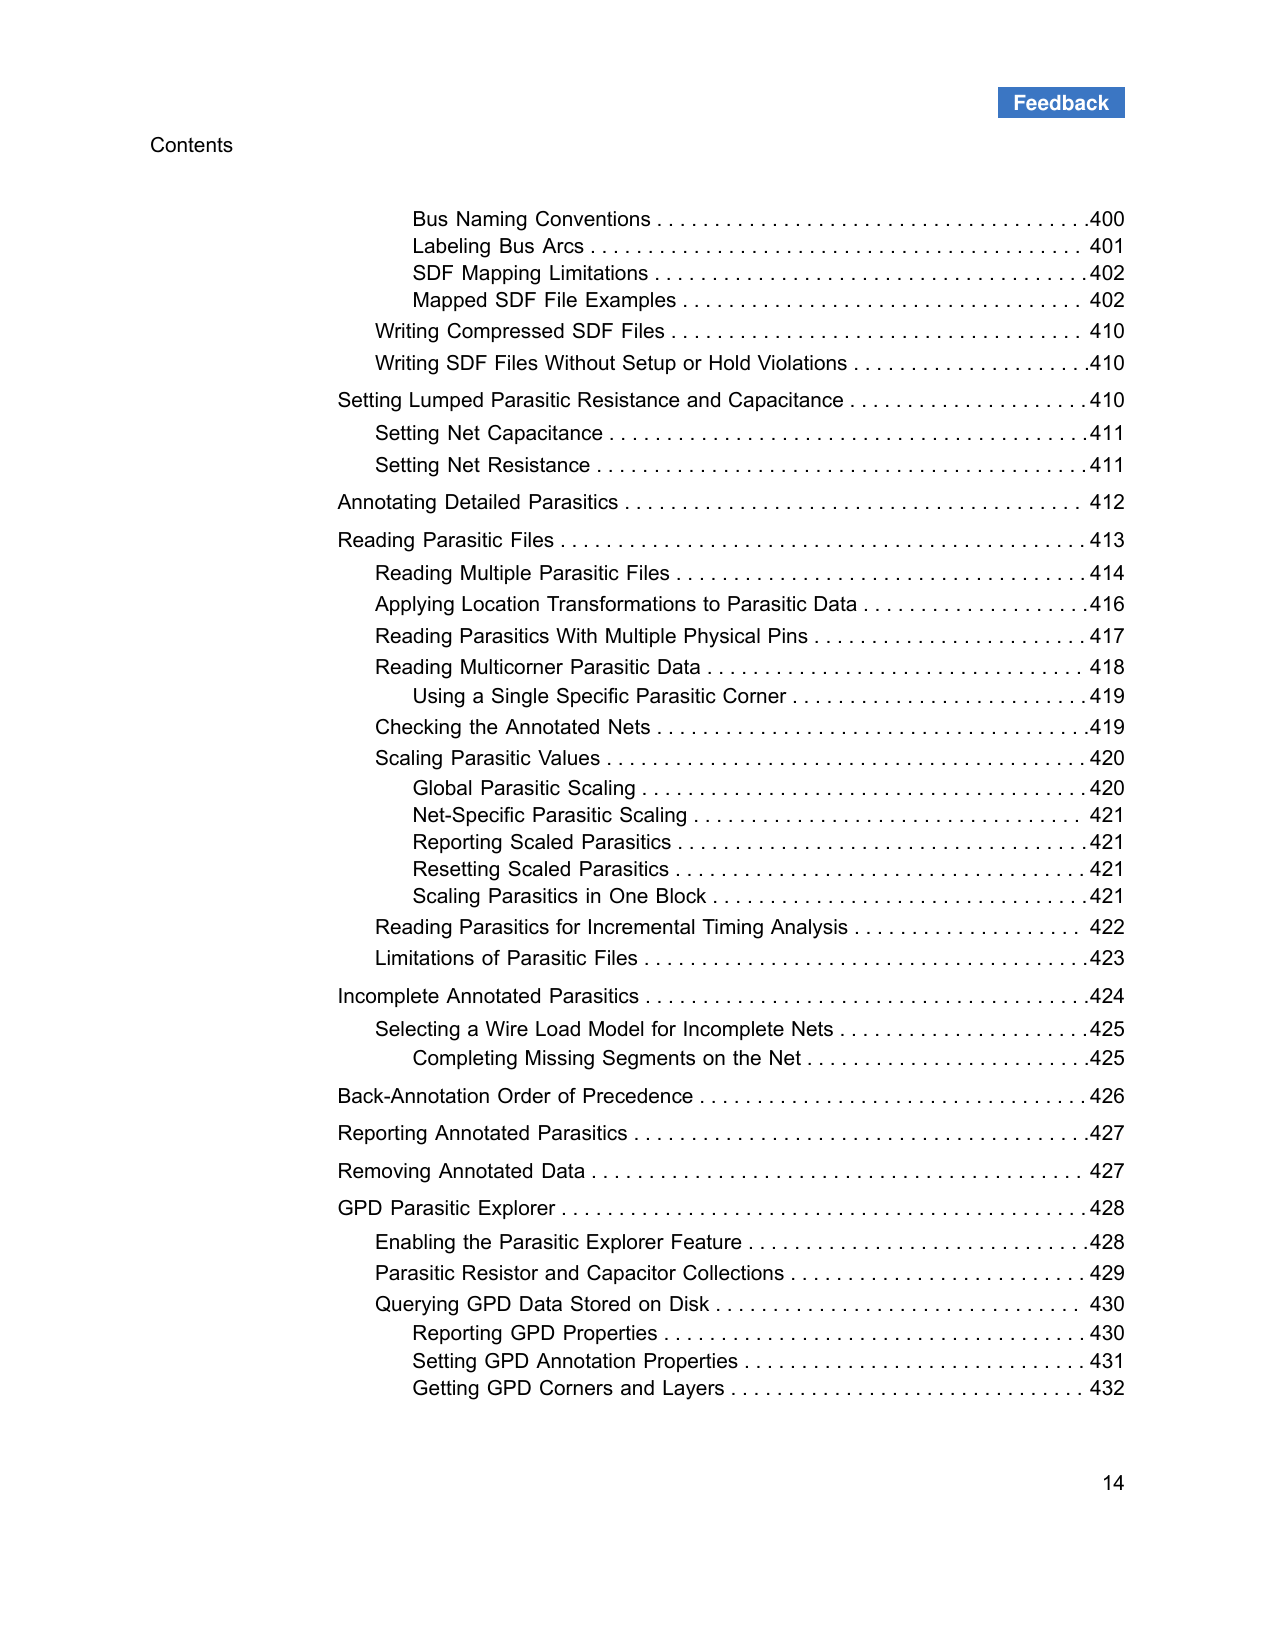 Feedback
Contents
Bus Naming Conventions . . . . . . . . . . . . . . . . . . . . . . . . . . . . . . . . . . . . . .400
Labeling Bus Arcs . . . . . . . . . . . . . . . . . . . . . . . . . . . . . . . . . . . . . . . . . . . 401
SDF Mapping Limitations . . . . . . . . . . . . . . . . . . . . . . . . . . . . . . . . . . . . . .402
Mapped SDF File Examples . . . . . . . . . . . . . . . . . . . . . . . . . . . . . . . . . . . 402
Writing Compressed SDF Files . . . . . . . . . . . . . . . . . . . . . . . . . . . . . . . . . . . . 410
Writing SDF Files Without Setup or Hold Violations . . . . . . . . . . . . . . . . . . . . .410
Setting Lumped Parasitic Resistance and Capacitance . . . . . . . . . . . . . . . . . . . . . 410
Setting Net Capacitance . . . . . . . . . . . . . . . . . . . . . . . . . . . . . . . . . . . . . . . . . .411
Setting Net Resistance . . . . . . . . . . . . . . . . . . . . . . . . . . . . . . . . . . . . . . . . . . .411
Annotating Detailed Parasitics . . . . . . . . . . . . . . . . . . . . . . . . . . . . . . . . . . . . . . . . 412
Reading Parasitic Files . . . . . . . . . . . . . . . . . . . . . . . . . . . . . . . . . . . . . . . . . . . . . . 413
Reading Multiple Parasitic Files . . . . . . . . . . . . . . . . . . . . . . . . . . . . . . . . . . . . 414
Applying Location Transformations to Parasitic Data . . . . . . . . . . . . . . . . . . . .416
Reading Parasitics With Multiple Physical Pins . . . . . . . . . . . . . . . . . . . . . . . . 417
Reading Multicorner Parasitic Data . . . . . . . . . . . . . . . . . . . . . . . . . . . . . . . . . 418
Using a Single Specific Parasitic Corner . . . . . . . . . . . . . . . . . . . . . . . . . . 419
Checking the Annotated Nets . . . . . . . . . . . . . . . . . . . . . . . . . . . . . . . . . . . . . .419
Scaling Parasitic Values . . . . . . . . . . . . . . . . . . . . . . . . . . . . . . . . . . . . . . . . . . 420
Global Parasitic Scaling . . . . . . . . . . . . . . . . . . . . . . . . . . . . . . . . . . . . . . . 420
Net-Specific Parasitic Scaling . . . . . . . . . . . . . . . . . . . . . . . . . . . . . . . . . . 421
Reporting Scaled Parasitics . . . . . . . . . . . . . . . . . . . . . . . . . . . . . . . . . . . .421
Resetting Scaled Parasitics . . . . . . . . . . . . . . . . . . . . . . . . . . . . . . . . . . . . 421
Scaling Parasitics in One Block . . . . . . . . . . . . . . . . . . . . . . . . . . . . . . . . .421
Reading Parasitics for Incremental Timing Analysis . . . . . . . . . . . . . . . . . . . . 422
Limitations of Parasitic Files . . . . . . . . . . . . . . . . . . . . . . . . . . . . . . . . . . . . . . .423
Incomplete Annotated Parasitics . . . . . . . . . . . . . . . . . . . . . . . . . . . . . . . . . . . . . . .424
Selecting a Wire Load Model for Incomplete Nets . . . . . . . . . . . . . . . . . . . . . .425
Completing Missing Segments on the Net . . . . . . . . . . . . . . . . . . . . . . . . .425
Back-Annotation Order of Precedence . . . . . . . . . . . . . . . . . . . . . . . . . . . . . . . . . . 426
Reporting Annotated Parasitics . . . . . . . . . . . . . . . . . . . . . . . . . . . . . . . . . . . . . . . .427
Removing Annotated Data . . . . . . . . . . . . . . . . . . . . . . . . . . . . . . . . . . . . . . . . . . . 427
GPD Parasitic Explorer . . . . . . . . . . . . . . . . . . . . . . . . . . . . . . . . . . . . . . . . . . . . . . 428
Enabling the Parasitic Explorer Feature . . . . . . . . . . . . . . . . . . . . . . . . . . . . . .428
Parasitic Resistor and Capacitor Collections . . . . . . . . . . . . . . . . . . . . . . . . . . 429
Querying GPD Data Stored on Disk . . . . . . . . . . . . . . . . . . . . . . . . . . . . . . . . 430
Reporting GPD Properties . . . . . . . . . . . . . . . . . . . . . . . . . . . . . . . . . . . . . 430
Setting GPD Annotation Properties . . . . . . . . . . . . . . . . . . . . . . . . . . . . . . 431
Getting GPD Corners and Layers . . . . . . . . . . . . . . . . . . . . . . . . . . . . . . . 432
14